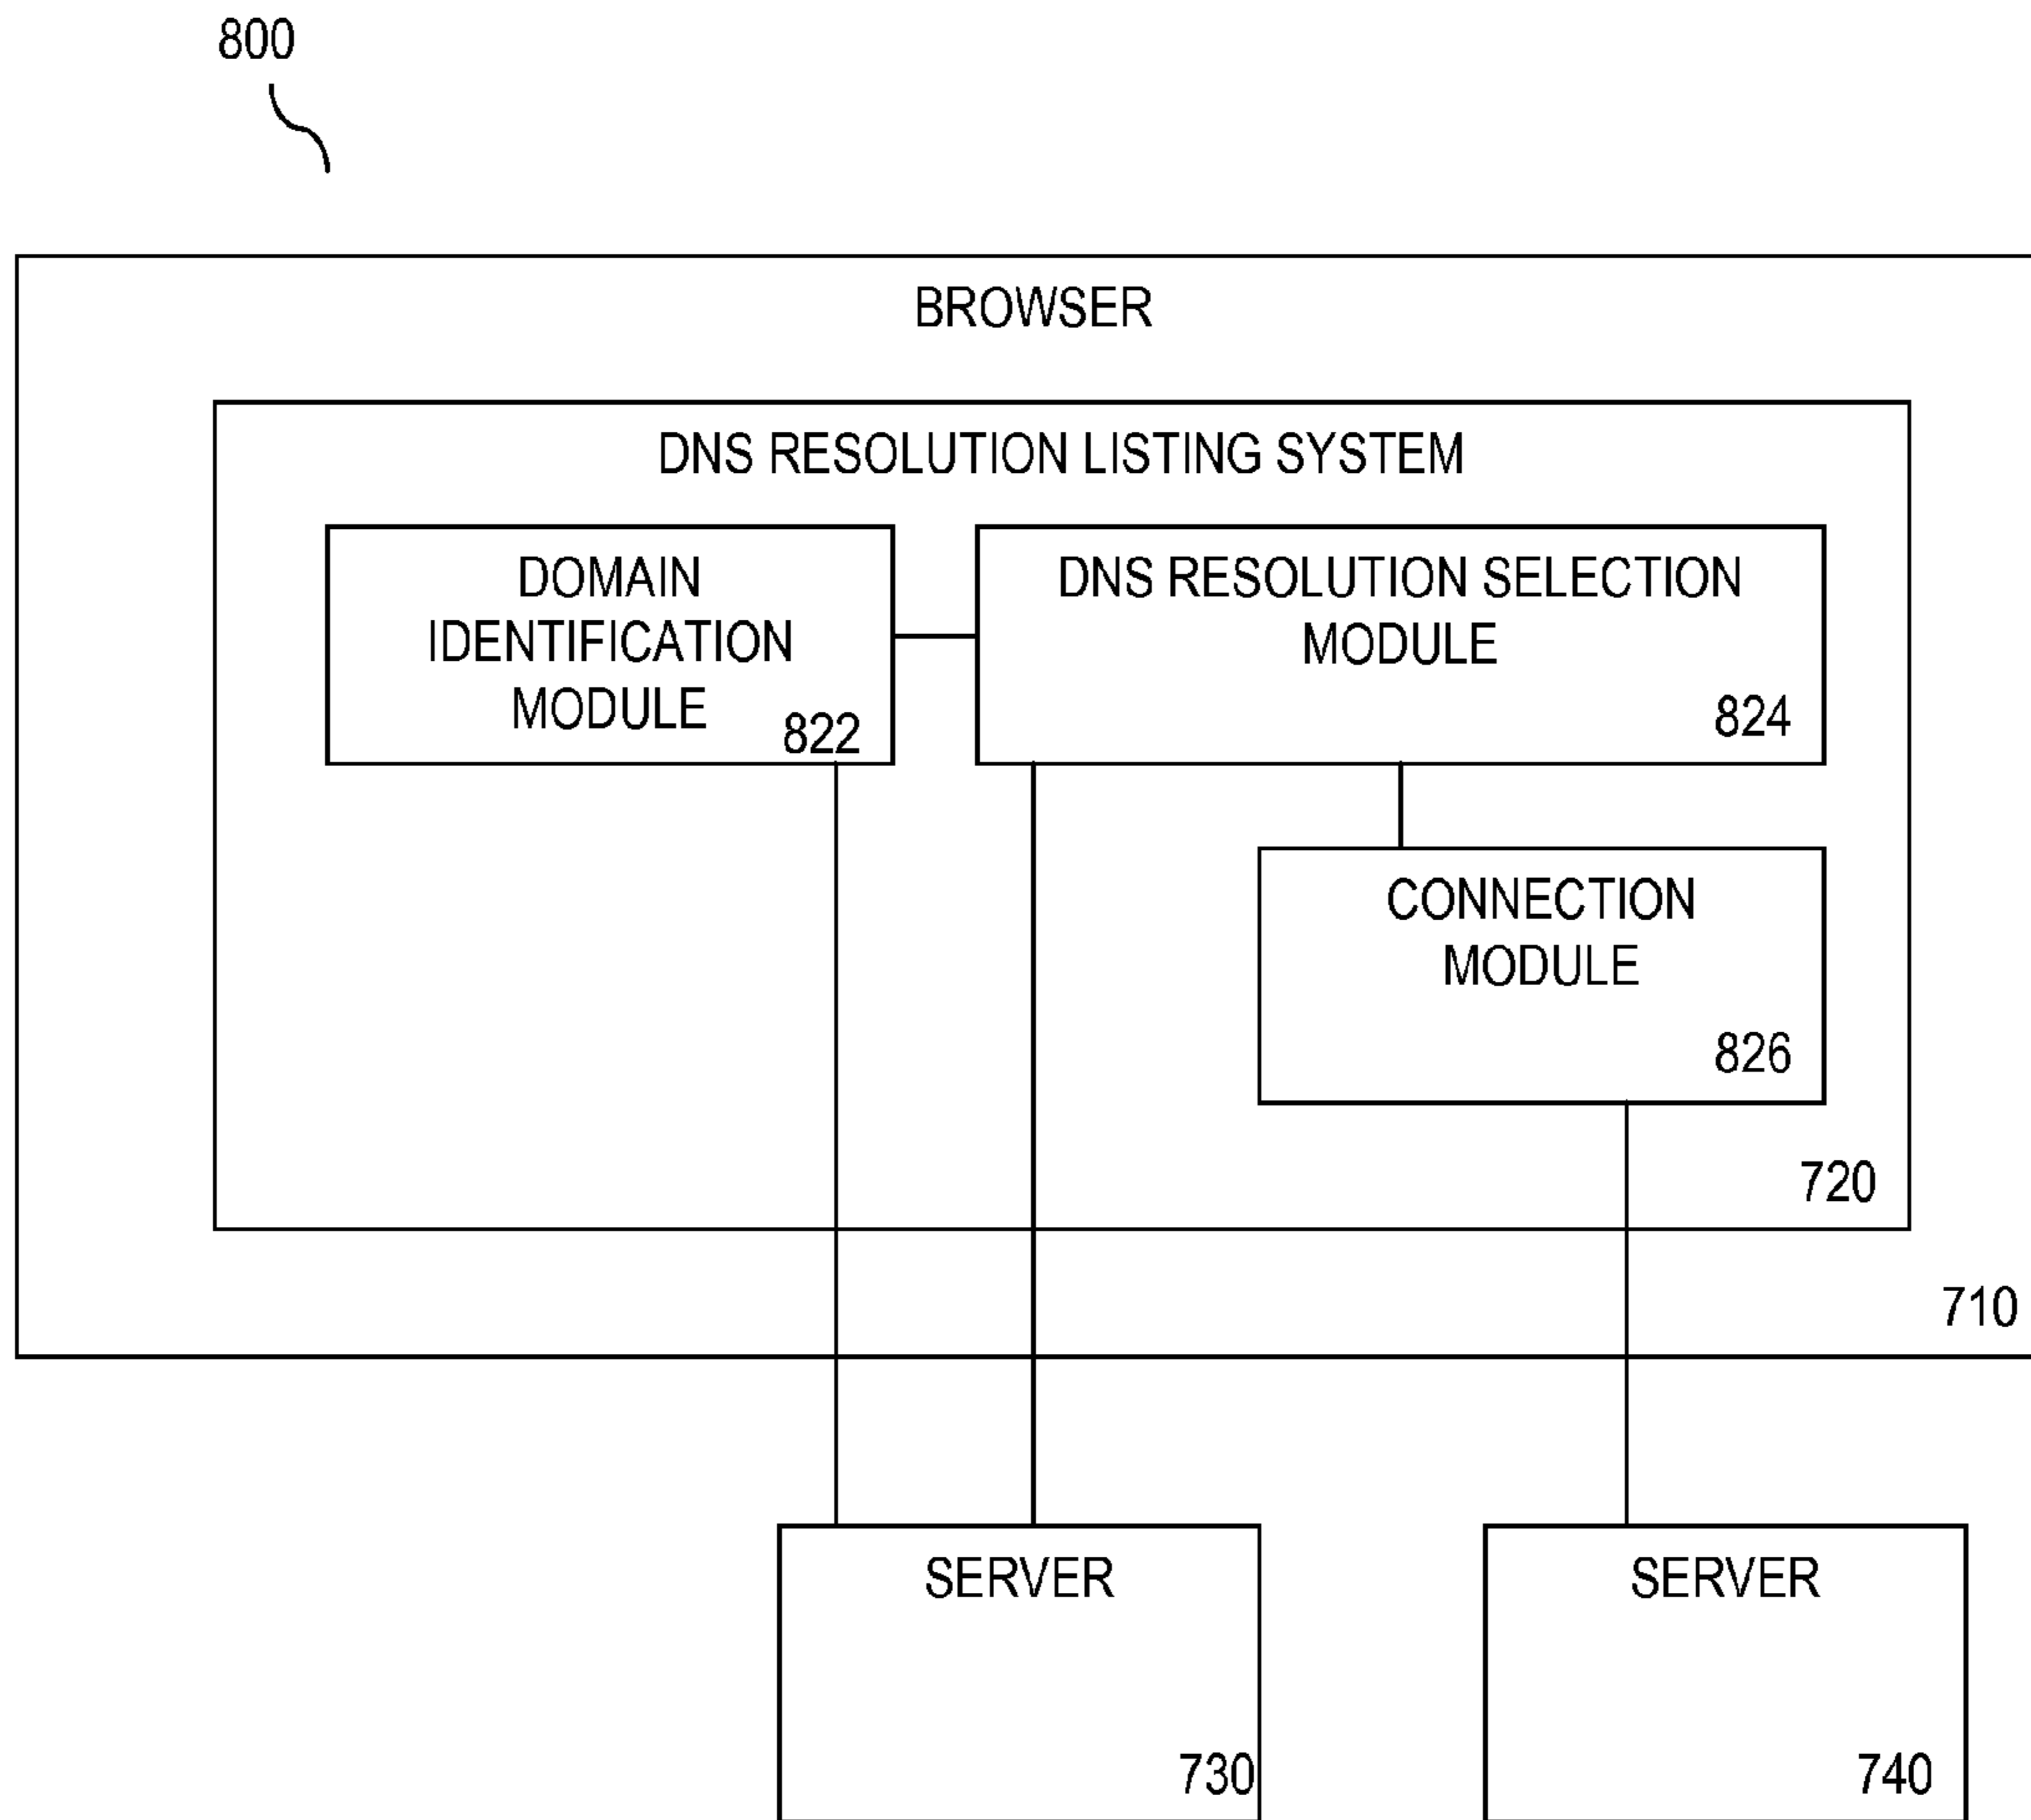 800
BROWSER
DNS RESOLUTION LISTING SYSTEM
DOMAIN
IDENTIFICATION
MODULE
822
DNS RESOLUTION SELECTION
MODULE
824
CONNECTION
MODULE
826
720
710
SERVER
730
SERVER
740